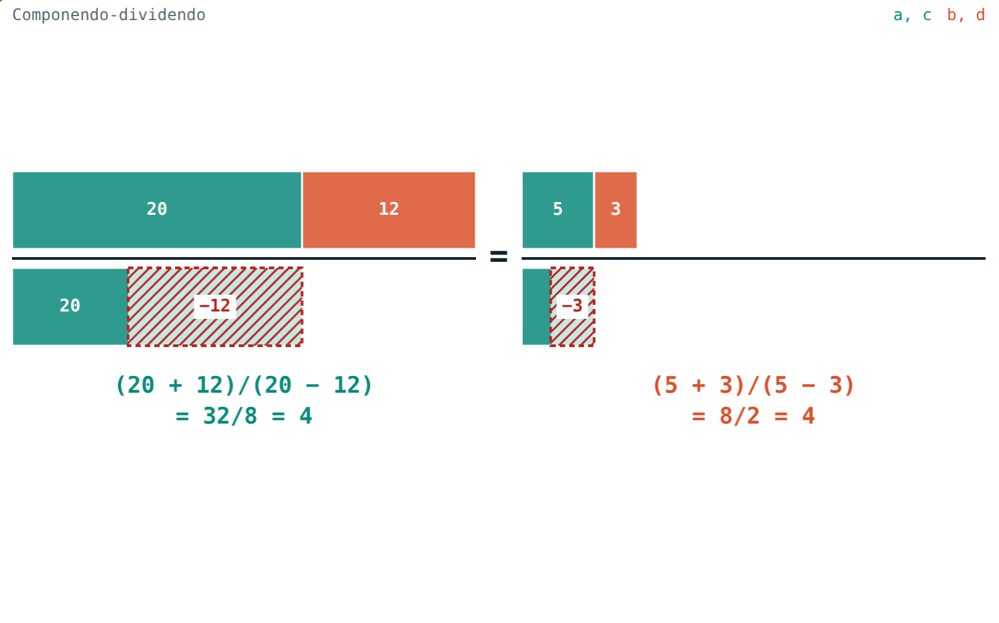 Componendo-dividendo
a, c b, d
20 12
5 3
=
20 −12
−3
(20 + 12)/(20 − 12)
= 32/8 = 4
(5 + 3)/(5 − 3)
= 8/2 = 4